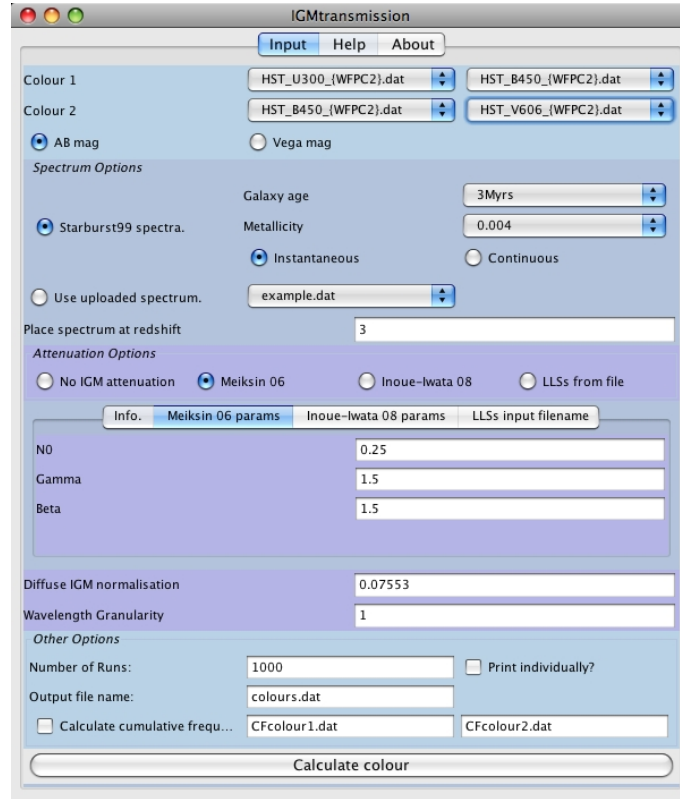 IGMtransmission
Input Help About
Colour 1 HST_U300_{WFPC2}.dat HST_B450_{WFPC2}.dat
Colour 2 HST_B450_{WFPC2}.dat HST_V606_{WFPC2}.dat
AB mag Vega mag
Spectrum Options
Galaxy age 3Myrs
Starburst99 spectra. Metallicity 0.004
Instantaneous Continuous
Use uploaded spectrum. example.dat
Place spectrum at redshift 3
Attenuation Options
No IGM attenuation Meiksin 06 Inoue-Iwata 08 LLSs from file
Info. Meiksin 06 params Inoue-Iwata 08 params LLSs input filename
N0 0.25
Gamma 1.5
Beta 1.5
Diffuse IGM normalisation 0.07553
Wavelength Granularity 1
Other Options
Number of Runs: 1000 Print individually?
Output file name: colours.dat
Calculate cumulative frequ... CFcolour1.dat CFcolour2.dat
Calculate colour